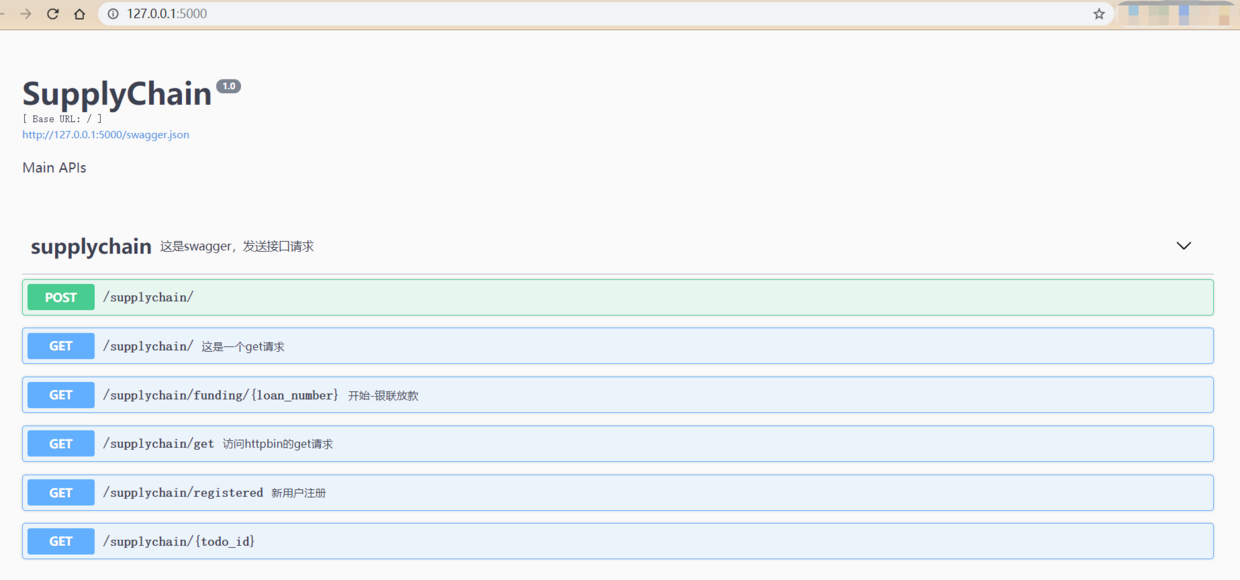 127.0.0.1:5000
SupplyChain 1.0
[ Base URL: / ]
http://127.0.0.1:5000/swagger.json
Main APIs
supplychain 这是swagger，发送接口请求
POST /supplychain/
GET /supplychain/ 这是一个get请求
GET /supplychain/funding/{loan_number} 开始-银联放款
GET /supplychain/get 访问httpbin的get请求
GET /supplychain/registered 新用户注册
GET /supplychain/{todo_id}